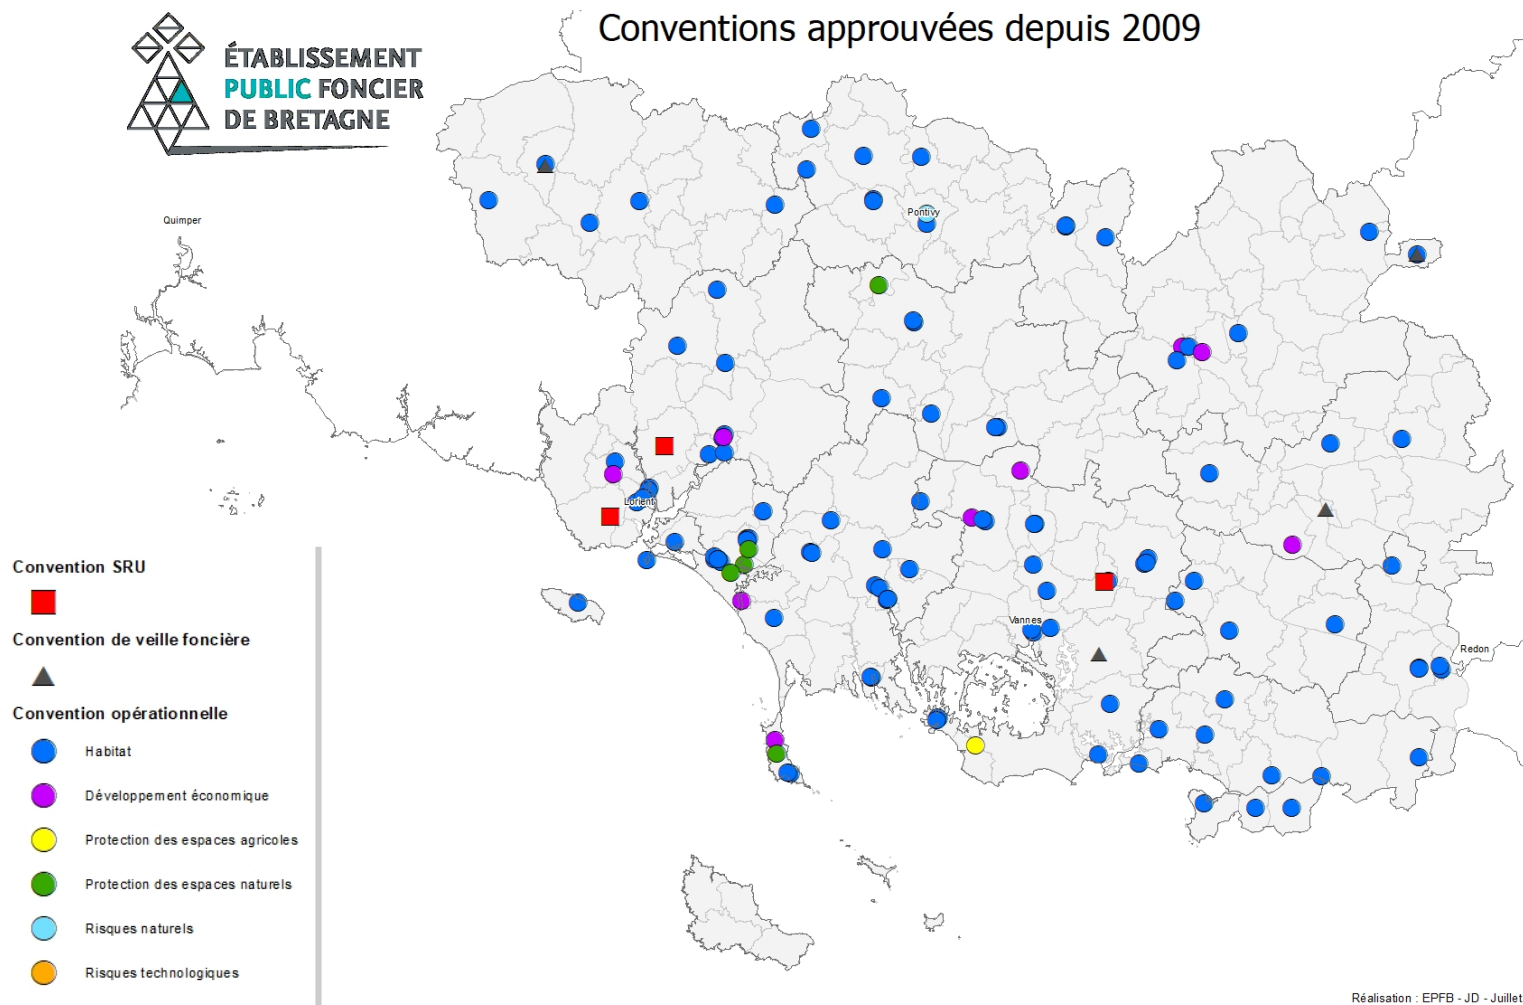 Conventions approuvées depuis 2009
ÉTABLISSEMENT
PUBLIC FONCIER
DE BRETAGNE
Quimper
Pontivy
Lorient
Vannes
Redon
Convention SRU
Convention de veille foncière
Convention opérationnelle
Habitat
Développement économique
Protection des espaces agricoles
Protection des espaces naturels
Risques naturels
Risques technologiques
Réalisation : EPFB - JD - Juillet